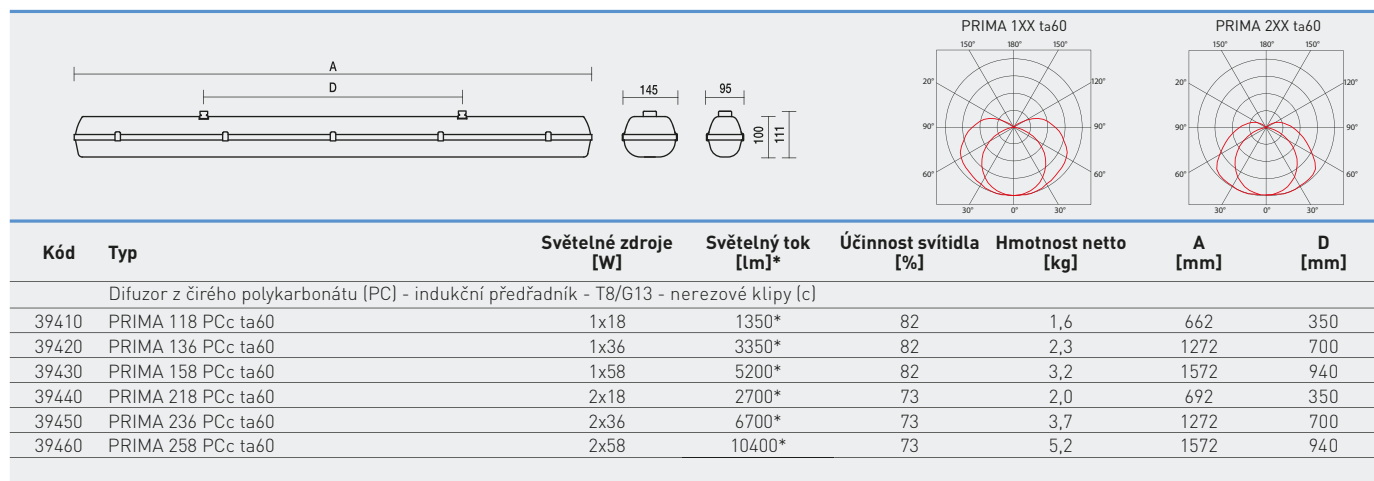 PRIMA 1XX ta60
PRIMA 2XX ta60
150° 180° 150°
150° 180° 150°
A
D
145
95
100
111
20° 120°
90° 90°
60° 60°
30° 0° 30°
20° 120°
90° 90°
60° 60°
30° 0° 30°
Kód Typ Světelné zdroje [W] Světelný tok [lm]* Účinnost svítidla [%] Hmotnost netto [kg] A [mm] D [mm]
Difuzor z čirého polykarbonátu (PC) - indukční předřadník - T8/G13 - nerezové klipy (c)
39410 PRIMA 118 PCc ta60 1x18 1350* 82 1,6 662 350
39420 PRIMA 136 PCc ta60 1x36 3350* 82 2,3 1272 700
39430 PRIMA 158 PCc ta60 1x58 5200* 82 3,2 1572 940
39440 PRIMA 218 PCc ta60 2x18 2700* 73 2,0 692 350
39450 PRIMA 236 PCc ta60 2x36 6700* 73 3,7 1272 700
39460 PRIMA 258 PCc ta60 2x58 10400* 73 5,2 1572 940